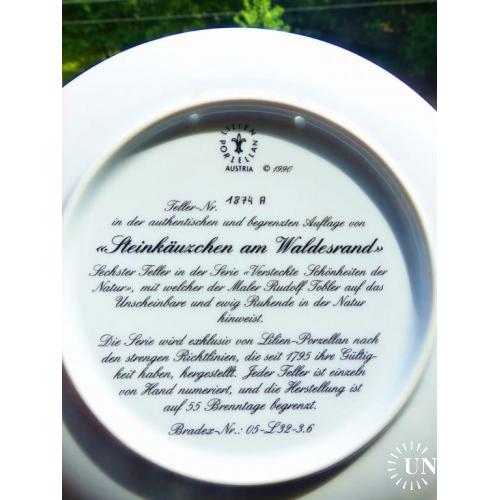 LILIEN
PORZELLAN
AUSTRIA © 1990
Teller-Nr. 1874 A
in der authentischen und begrenzten Auflage von
«Steinkäuzchen am Waldesrand»
Sechster Teller in der Serie «Versteckte Schönheiten der
Natur», mit welcher der Maler Rudolf Tobler auf das
Unscheinbare und ewig Ruhende in der Natur
hinweist.
Die Serie wird exklusiv von Lilien-Porzellan nach
den strengen Richtlinien, die seit 1795 ihre Gültig-
keit haben, hergestellt. Jeder Teller ist einzeln
von Hand numeriert, und die Herstellung ist
auf 55 Brenntage begrenzt.
Bradex-Nr.: 05-L32-3.6
UN